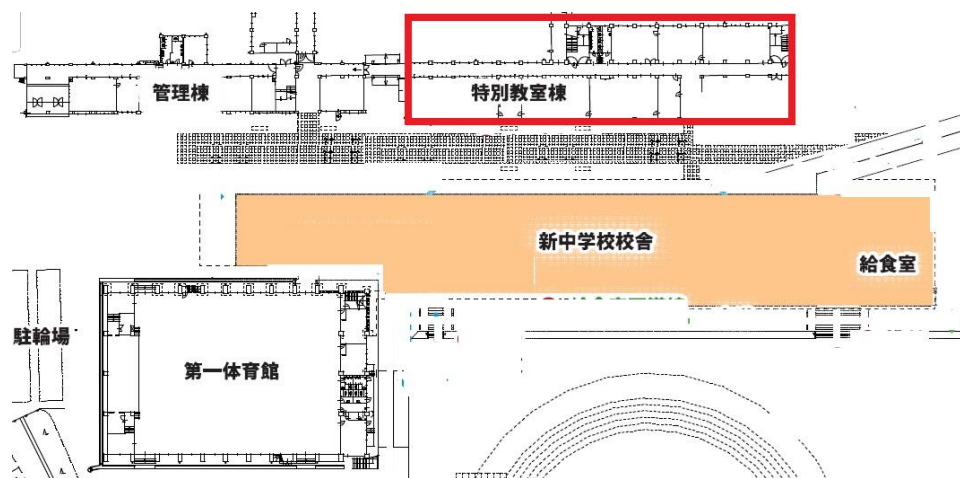 管理棟
特別教室棟
新中学校校舎
給食室
駐輪場
第一体育館